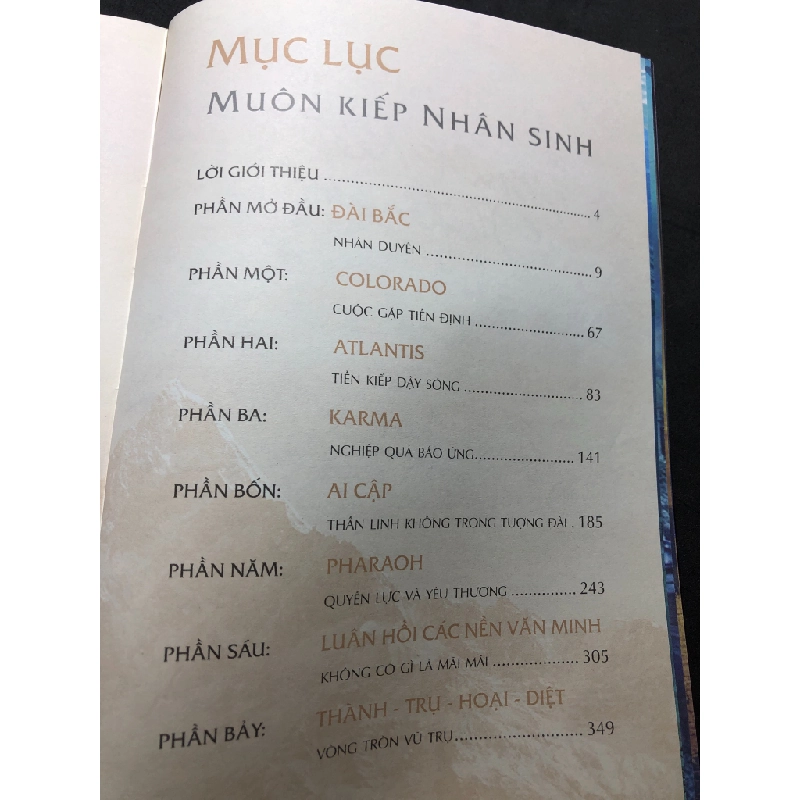 MỤC LỤC
MUÔN KIẾP NHÂN SINH
LỜI GIỚI THIỆU ........ 4
PHẦN MỞ ĐẦU: ĐÀI BẮC
NHÂN DUYÊN ........ 9
PHẦN MỘT: COLORADO
CUỘC GẶP TIỀN ĐỊNH ........ 67
PHẦN HAI: ATLANTIS
TIỀN KIẾP DẬY SÓNG ........ 83
PHẦN BA: KARMA
NGHIỆP QUẢ BÁO ỨNG ........ 141
PHẦN BỐN: AI CẬP
THẦN LINH KHÔNG TRONG TƯỢNG ĐÀI . 185
PHẦN NĂM: PHARAOH
QUYỀN LỰC VÀ YÊU THƯƠNG ........ 243
PHẦN SÁU: LUÂN HỒI CÁC NỀN VĂN MINH
KHÔNG CÓ GÌ LÀ MÃI MÃI ........ 305
PHẦN BẢY: THÀNH - TRỤ - HOẠI - DIỆT
VÒNG TRÒN VŨ TRỤ ........ 349